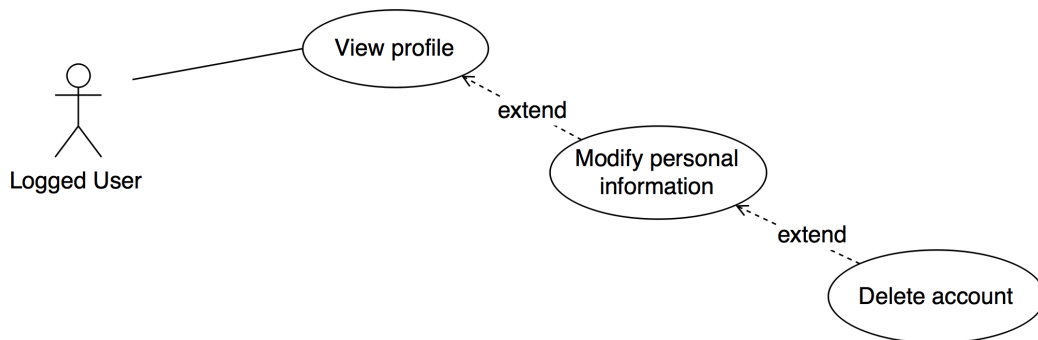 View profile
extend
Modify personal
information
Logged User
extend
Delete account